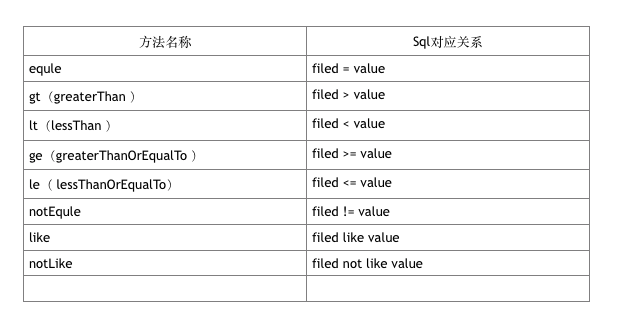 方法名称 Sql对应关系
equle filed = value
gt（greaterThan ） filed > value
lt（lessThan ） filed < value
ge（greaterThanOrEqualTo ） filed >= value
le（ lessThanOrEqualTo） filed <= value
notEqule filed != value
like filed like value
notLike filed not like value